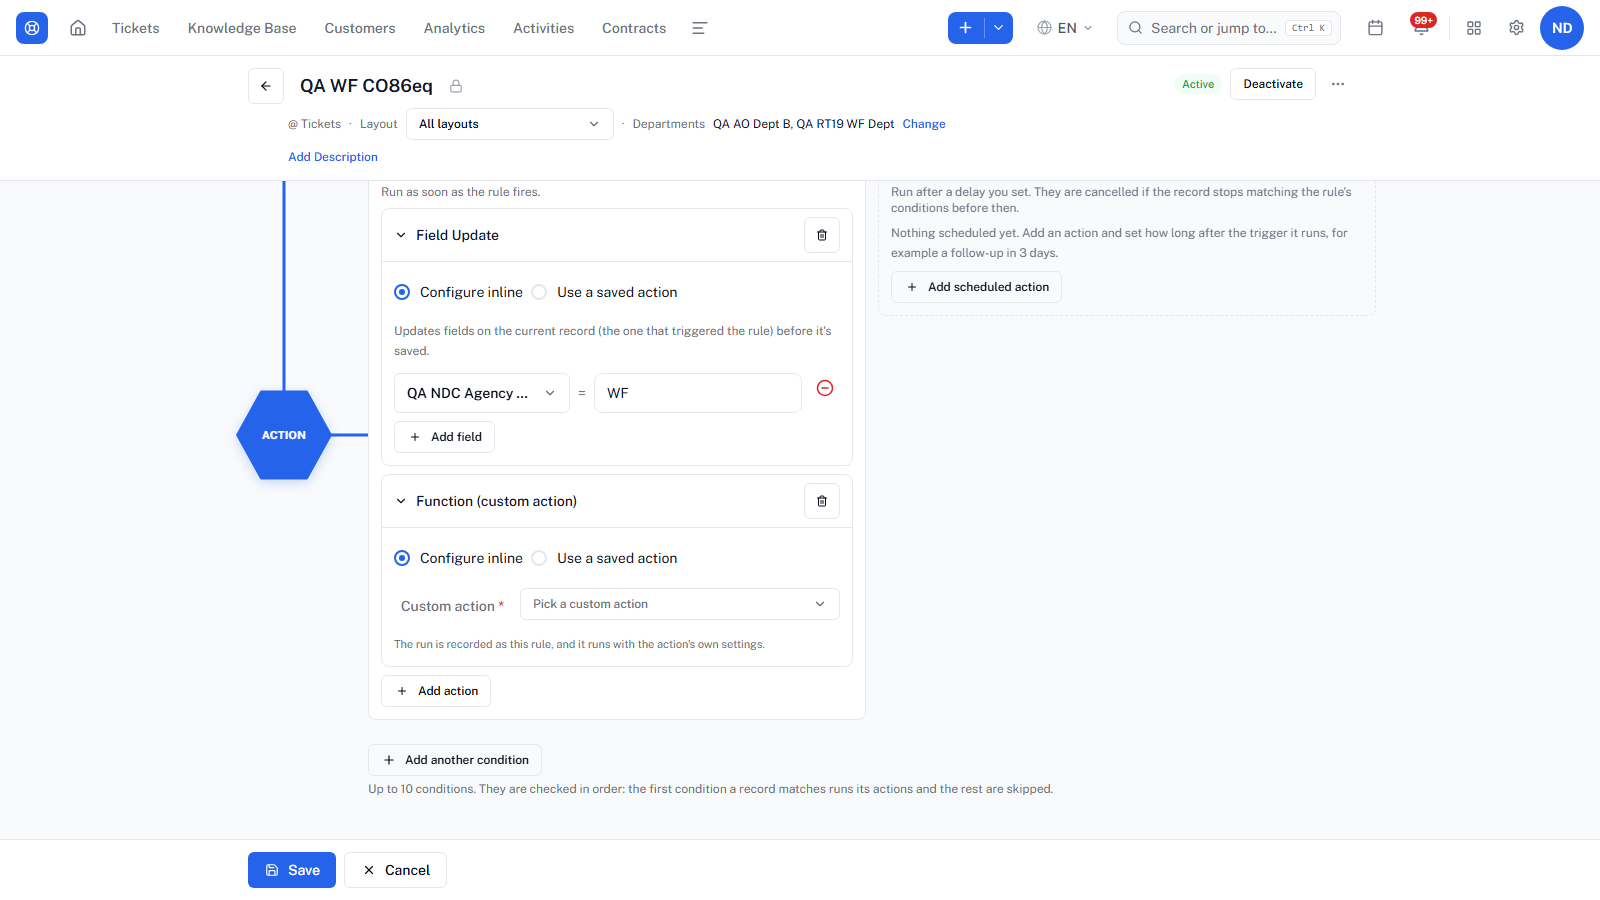 Tickets
Knowledge Base
Customers
Analytics
Activities
Contracts
EN
Search or jump to...
Ctrl K
99+
ND
QA WF CO86eq
Active
Deactivate
@ Tickets · Layout
All layouts
· Departments QA AO Dept B, QA RT19 WF Dept Change
Add Description
Run as soon as the rule fires.
Field Update
Configure inline
Use a saved action
Updates fields on the current record (the one that triggered the rule) before it's
saved.
QA NDC Agency ...
=
WF
Add field
ACTION
Function (custom action)
Configure inline
Use a saved action
Custom action *
Pick a custom action
The run is recorded as this rule, and it runs with the action's own settings.
Add action
Run after a delay you set. They are cancelled if the record stops matching the rule's
conditions before then.
Nothing scheduled yet. Add an action and set how long after the trigger it runs, for
example a follow-up in 3 days.
Add scheduled action
Add another condition
Up to 10 conditions. They are checked in order: the first condition a record matches runs its actions and the rest are skipped.
Save
Cancel